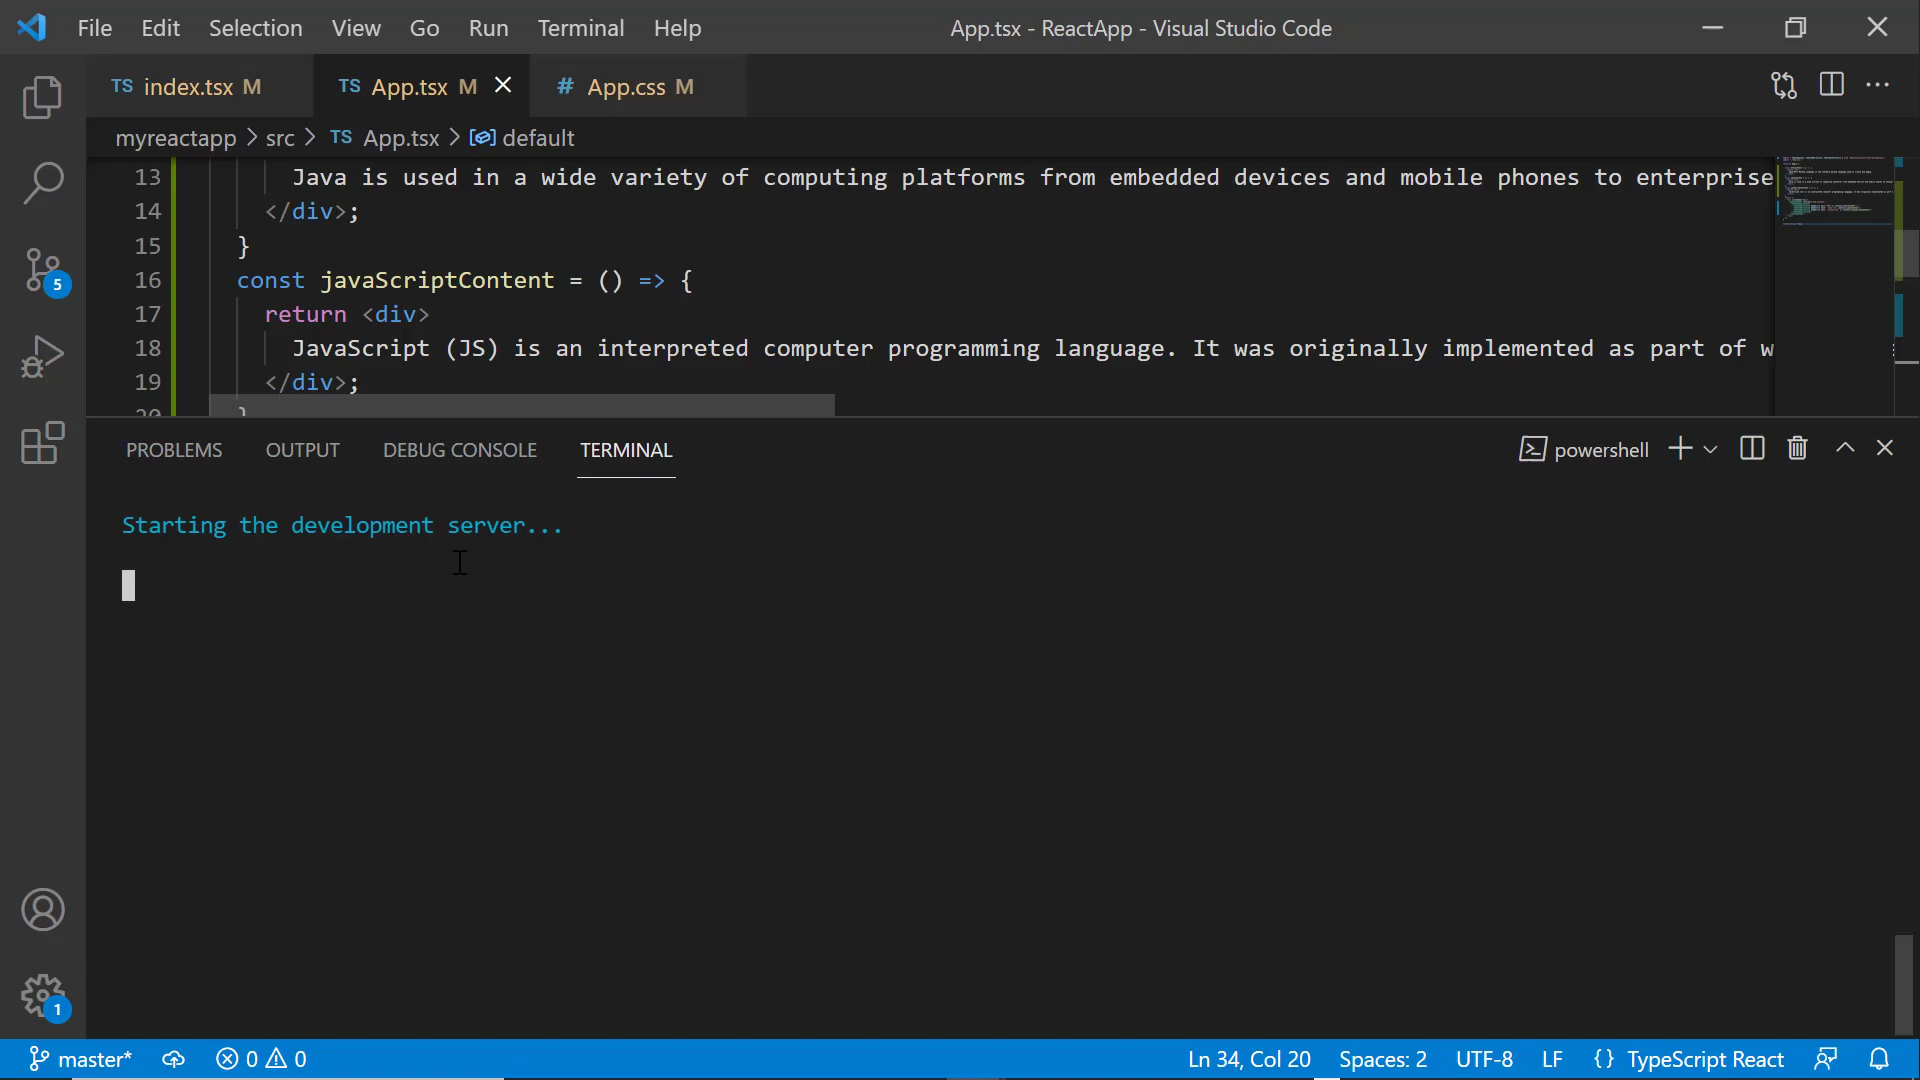 File Edit Selection View Go Run Terminal Help App.tsx - ReactApp - Visual Studio Code
TS index.tsx M TS App.tsx M # App.css M
myreactapp > src > TS App.tsx > default
13 Java is used in a wide variety of computing platforms from embedded devices and mobile phones to enterprise
14 </div>;
15 }
16 const javaScriptContent = () => {
17 return <div>
18 JavaScript (JS) is an interpreted computer programming language. It was originally implemented as part of w
19 </div>;
20 }
5
PROBLEMS OUTPUT DEBUG CONSOLE TERMINAL powershell
Starting the development server...
1
master* 0 0 Ln 34, Col 20 Spaces: 2 UTF-8 LF {} TypeScript React